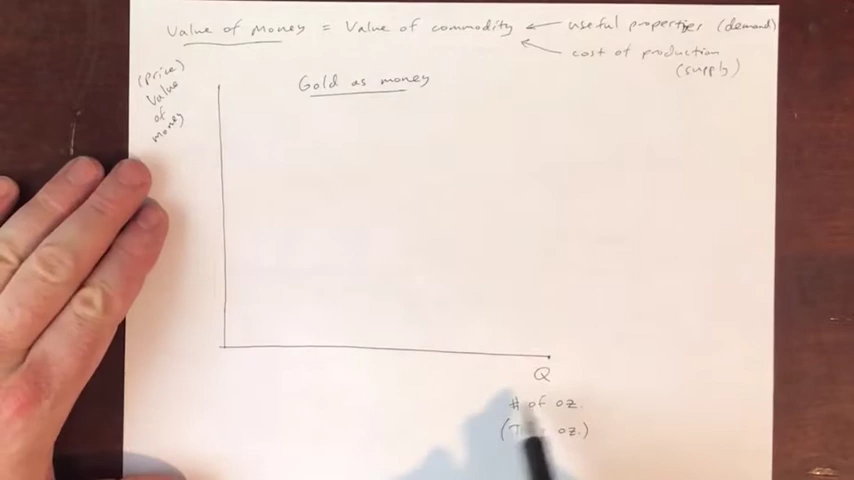 Value of Money = Value of commodity ← useful properties (demand)
← cost of production
(supply)
(price)
Value
of
money
Gold as money
Q
# of oz.
oz.)